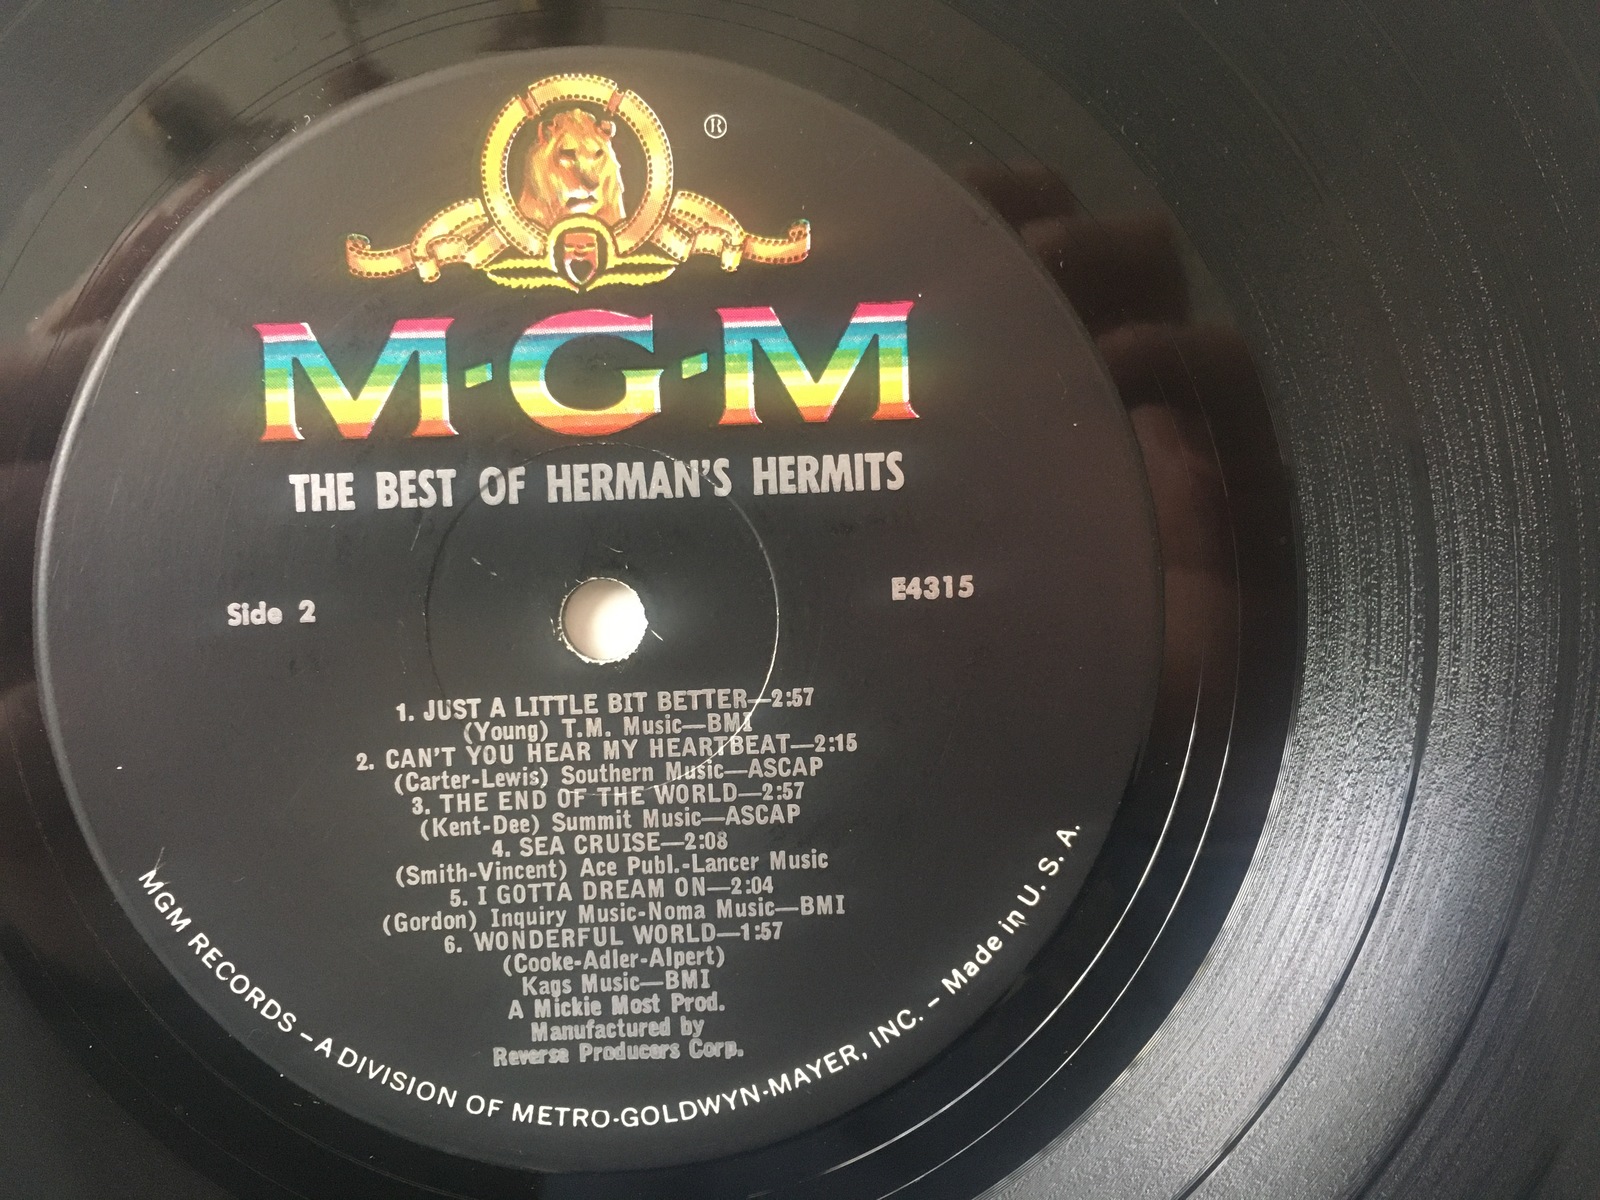 ®
M·G·M
THE BEST OF HERMAN'S HERMITS
Side 2
E4315
1. JUST A LITTLE BIT BETTER—2:57
(Young) T.M. Music—BMI
2. CAN'T YOU HEAR MY HEARTBEAT—2:15
(Carter-Lewis) Southern Music—ASCAP
3. THE END OF THE WORLD—2:57
(Kent-Dee) Summit Music—ASCAP
4. SEA CRUISE—2:08
(Smith-Vincent) Ace Publ.-Lancer Music
5. I GOTTA DREAM ON—2:04
(Gordon) Inquiry Music-Noma Music—BMI
6. WONDERFUL WORLD—1:57
(Cooke-Adler-Alpert)
Kags Music—BMI
A Mickie Most Prod.
Manufactured by
Reverse Producers Corp.
MGM RECORDS – A DIVISION OF METRO-GOLDWYN-MAYER, INC. – Made in U. S. A.